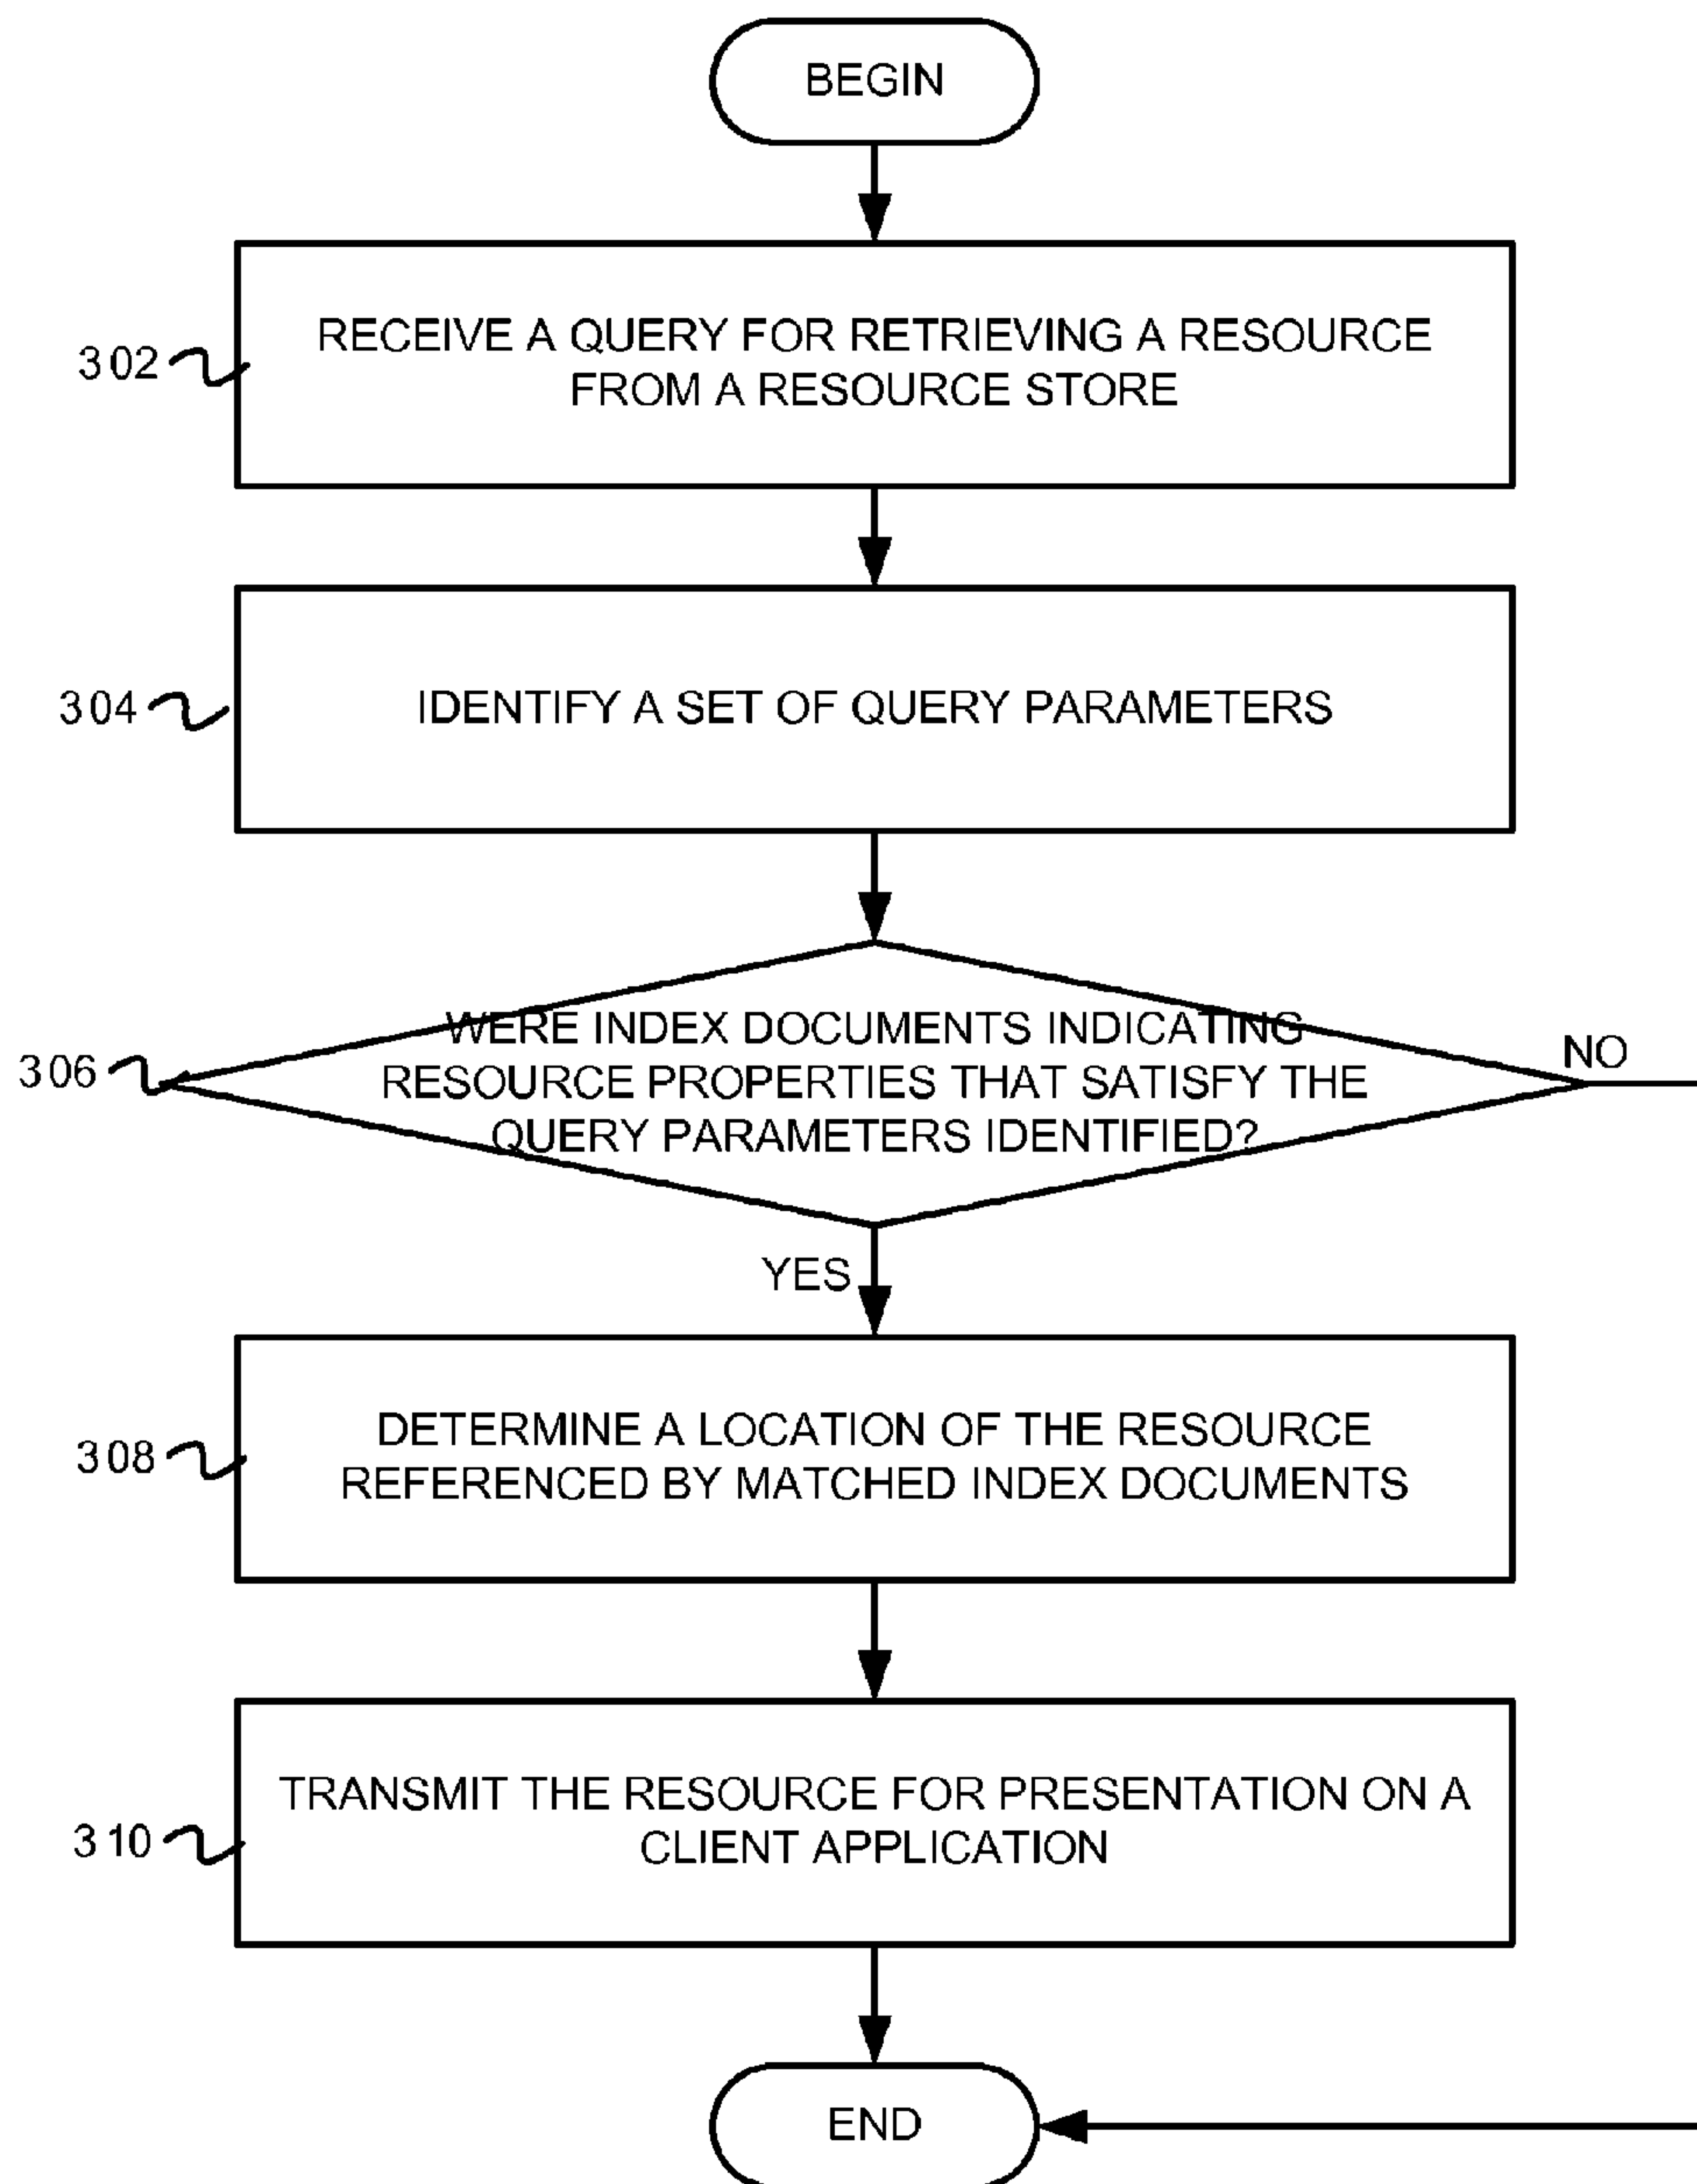 BEGIN
302
RECEIVE A QUERY FOR RETRIEVING A RESOURCE
FROM A RESOURCE STORE
304
IDENTIFY A SET OF QUERY PARAMETERS
306
WERE INDEX DOCUMENTS INDICATING
RESOURCE PROPERTIES THAT SATISFY THE
QUERY PARAMETERS IDENTIFIED?
NO
YES
308
DETERMINE A LOCATION OF THE RESOURCE
REFERENCED BY MATCHED INDEX DOCUMENTS
310
TRANSMIT THE RESOURCE FOR PRESENTATION ON A
CLIENT APPLICATION
END